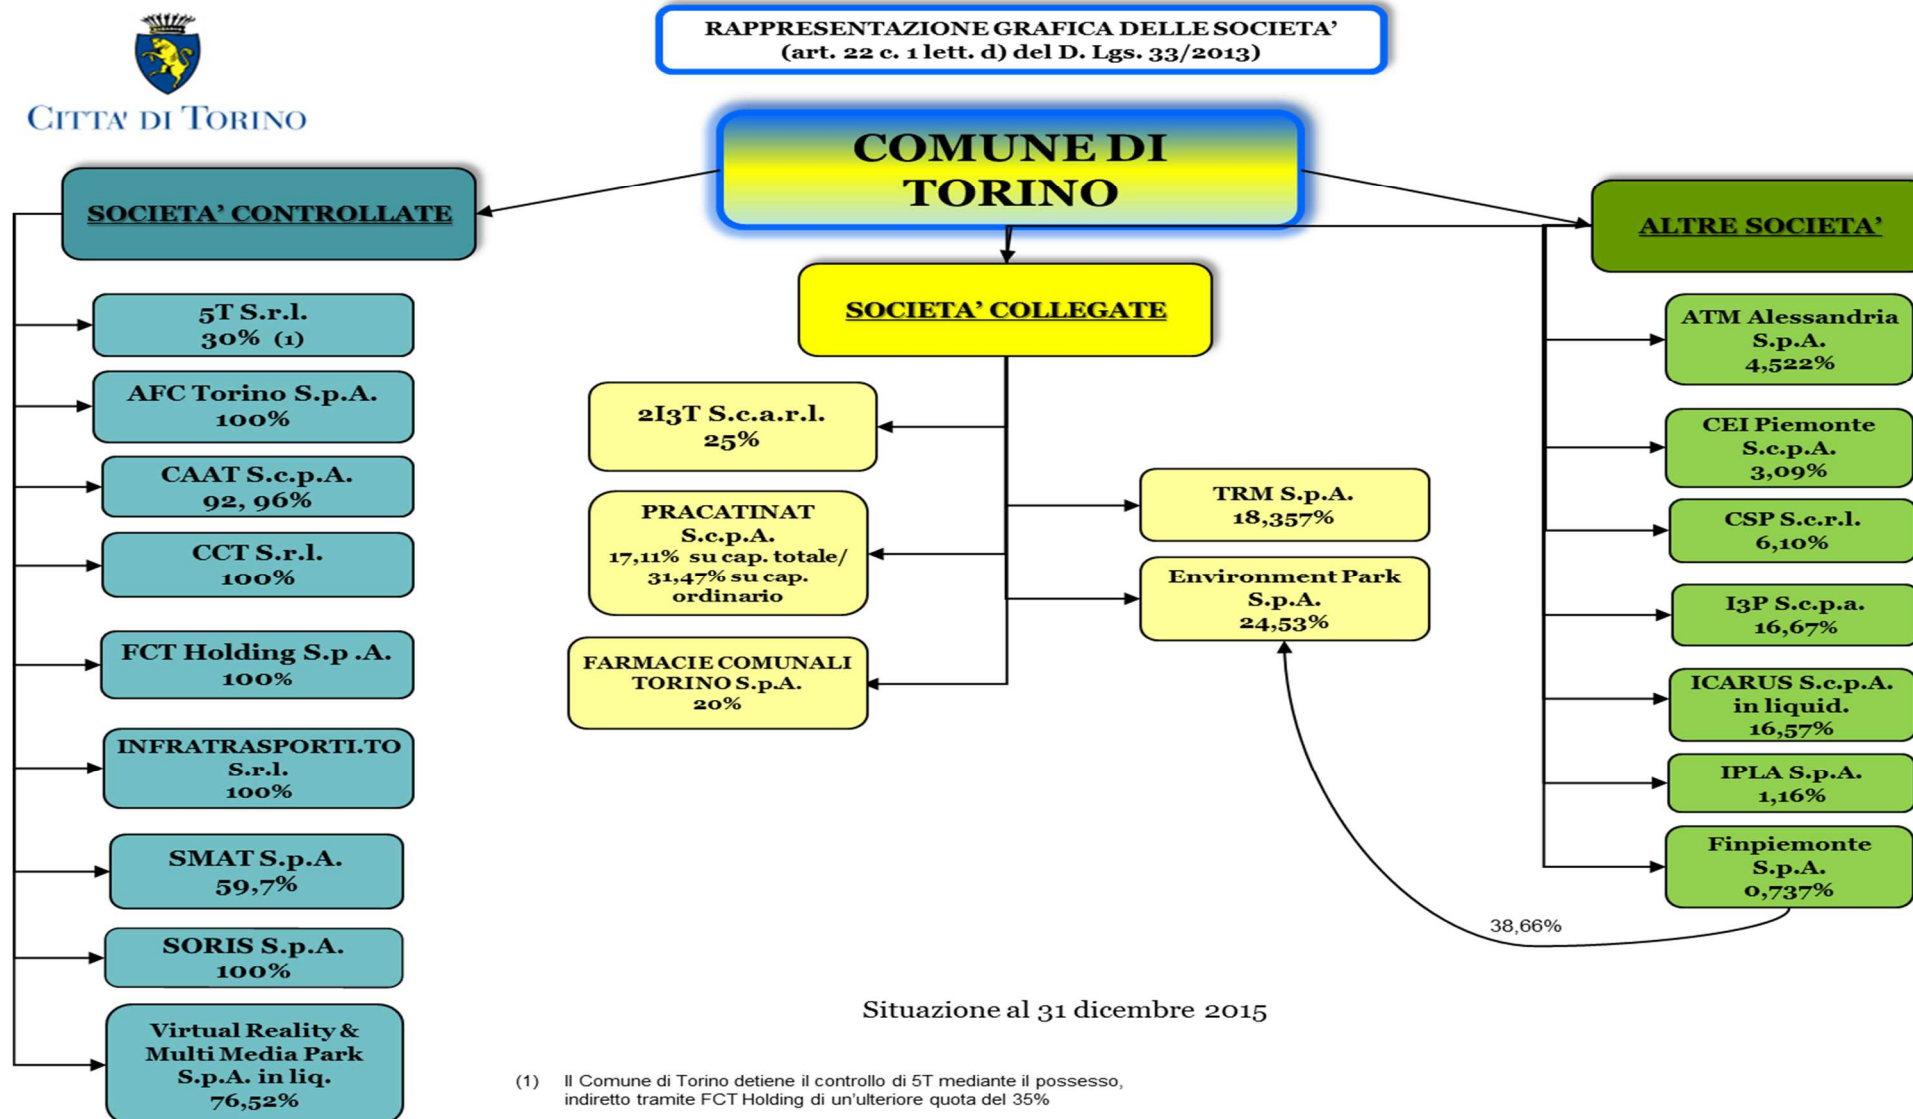 CITTA' DI TORINO
RAPPRESENTAZIONE GRAFICA DELLE SOCIETA'
(art. 22 c. 1 lett. d) del D. Lgs. 33/2013)
COMUNE DI
TORINO
SOCIETA' CONTROLLATE
5T S.r.l.
30% (1)
AFC Torino S.p.A.
100%
CAAT S.c.p.A.
92, 96%
CCT S.r.l.
100%
FCT Holding S.p .A.
100%
INFRATRASPORTI.TO
S.r.l.
100%
SMAT S.p.A.
59,7%
SORIS S.p.A.
100%
Virtual Reality &
Multi Media Park
S.p.A. in liq.
76,52%
SOCIETA' COLLEGATE
2I3T S.c.a.r.l.
25%
PRACATINAT
S.c.p.A.
17,11% su cap. totale/
31,47% su cap.
ordinario
FARMACIE COMUNALI
TORINO S.p.A.
20%
TRM S.p.A.
18,357%
Environment Park
S.p.A.
24,53%
ALTRE SOCIETA'
ATM Alessandria
S.p.A.
4,522%
CEI Piemonte
S.c.p.A.
3,09%
CSP S.c.r.l.
6,10%
I3P S.c.p.a.
16,67%
ICARUS S.c.p.A.
in liquid.
16,57%
IPLA S.p.A.
1,16%
Finpiemonte
S.p.A.
0,737%
38,66%
Situazione al 31 dicembre 2015
(1) Il Comune di Torino detiene il controllo di 5T mediante il possesso,
indiretto tramite FCT Holding di un'ulteriore quota del 35%